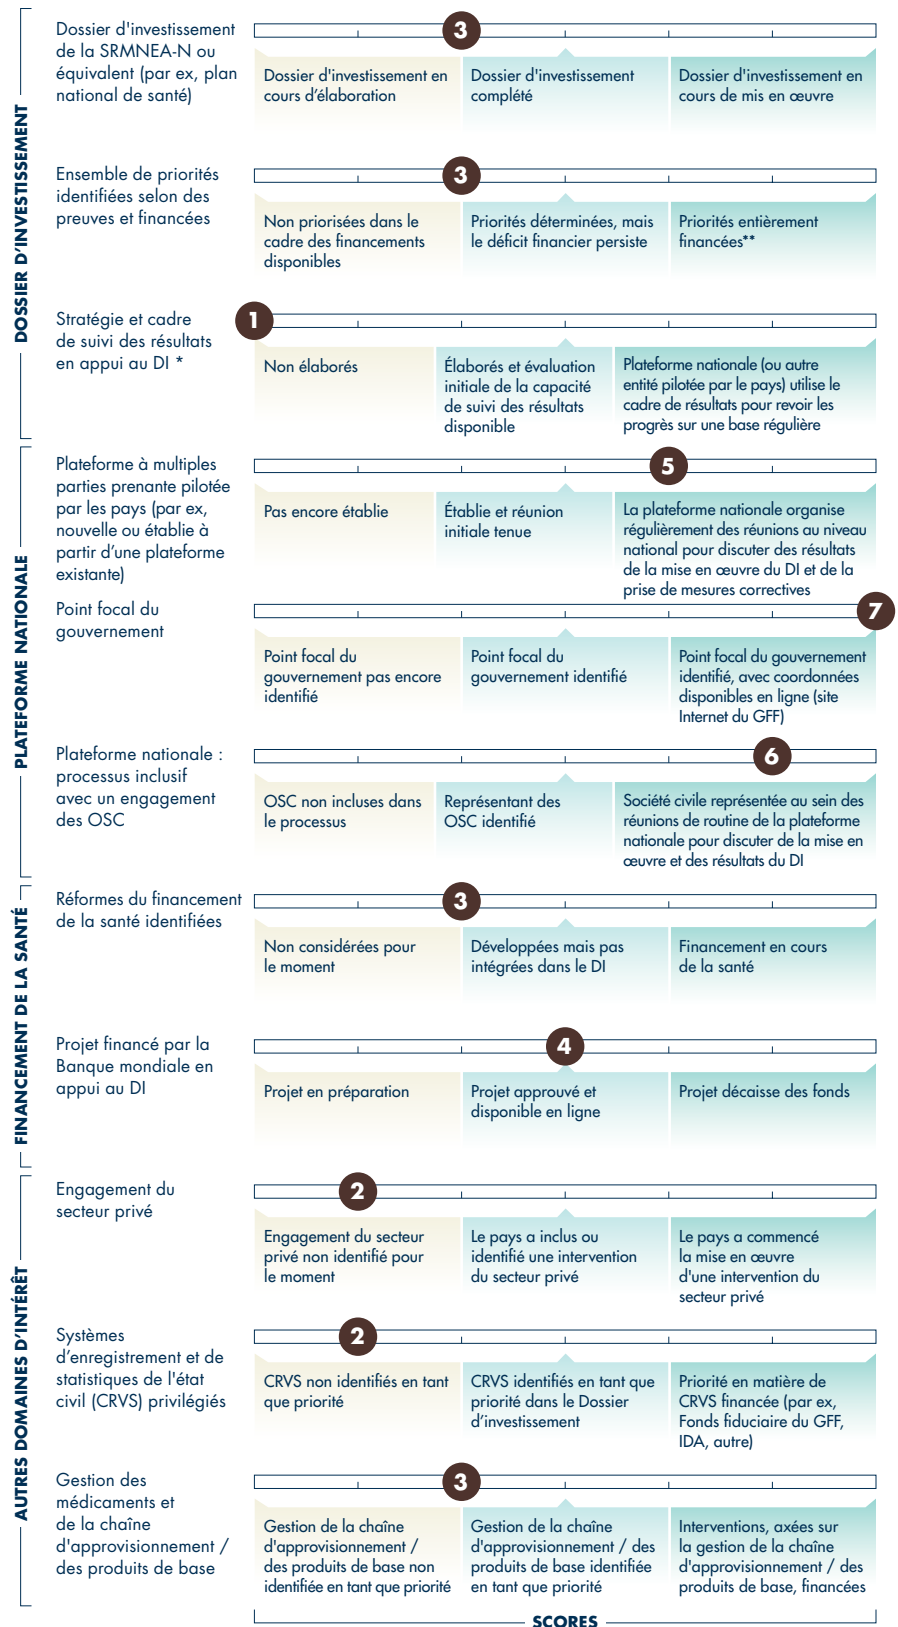 DOSSIER D'INVESTISSEMENT
Dossier d'investissement
de la SRMNEA-N ou
équivalent (par ex, plan
national de santé)
3
Dossier d'investissement en
cours d'élaboration
Dossier d'investissement
complété
Dossier d'investissement en
cours de mis en œuvre
Ensemble de priorités
identifiées selon des
preuves et financées
3
Non priorisées dans le
cadre des financements
disponibles
Priorités déterminées, mais
le déficit financier persiste
Priorités entièrement
financées**
Stratégie et cadre
de suivi des résultats
en appui au DI *
1
Non élaborés
Élaborés et évaluation
initiale de la capacité
de suivi des résultats
disponible
Plateforme nationale (ou autre
entité pilotée par le pays) utilise le
cadre de résultats pour revoir les
progrès sur une base régulière
PLATEFORME NATIONALE
Plateforme à multiples
parties prenante pilotée
par les pays (par ex,
nouvelle ou établie à
partir d'une plateforme
existante)
5
Pas encore établie
Établie et réunion
initiale tenue
La plateforme nationale organise
régulièrement des réunions au niveau
national pour discuter des résultats
de la mise en œuvre du DI et de la
prise de mesures correctives
Point focal du
gouvernement
7
Point focal du
gouvernement pas encore
identifié
Point focal du
gouvernement identifié
Point focal du gouvernement
identifié, avec coordonnées
disponibles en ligne (site
Internet du GFF)
Plateforme nationale :
processus inclusif
avec un engagement
des OSC
6
OSC non incluses dans
le processus
Représentant des
OSC identifié
Société civile représentée au sein des
réunions de routine de la plateforme
nationale pour discuter de la mise en
œuvre et des résultats du DI
FINANCEMENT DE LA SANTÉ
Réformes du financement
de la santé identifiées
3
Non considérées pour
le moment
Développées mais pas
intégrées dans le DI
Financement en cours
de la santé
Projet financé par la
Banque mondiale en
appui au DI
4
Projet en préparation
Projet approuvé et
disponible en ligne
Projet décaisse des fonds
AUTRES DOMAINES D'INTÉRÊT
Engagement du
secteur privé
2
Engagement du secteur
privé non identifié pour
le moment
Le pays a inclus ou
identifié une intervention
du secteur privé
Le pays a commencé
la mise en œuvre
d'une intervention du
secteur privé
Systèmes
d'enregistrement et de
statistiques de l'état
civil (CRVS) privilégiés
2
CRVS non identifiés en tant
que priorité
CRVS identifiés en tant que
priorité dans le Dossier
d'investissement
Priorité en matière de
CRVS financée (par ex,
Fonds fiduciaire du GFF,
IDA, autre)
Gestion des
médicaments et
de la chaîne
d'approvisionnement /
des produits de base
3
Gestion de la chaîne
d'approvisionnement /
des produits de base non
identifiée en tant que priorité
Gestion de la chaîne
d'approvisionnement / des
produits de base identifiée
en tant que priorité
Interventions, axées sur
la gestion de la chaîne
d'approvisionnement / des
produits de base, financées
SCORES